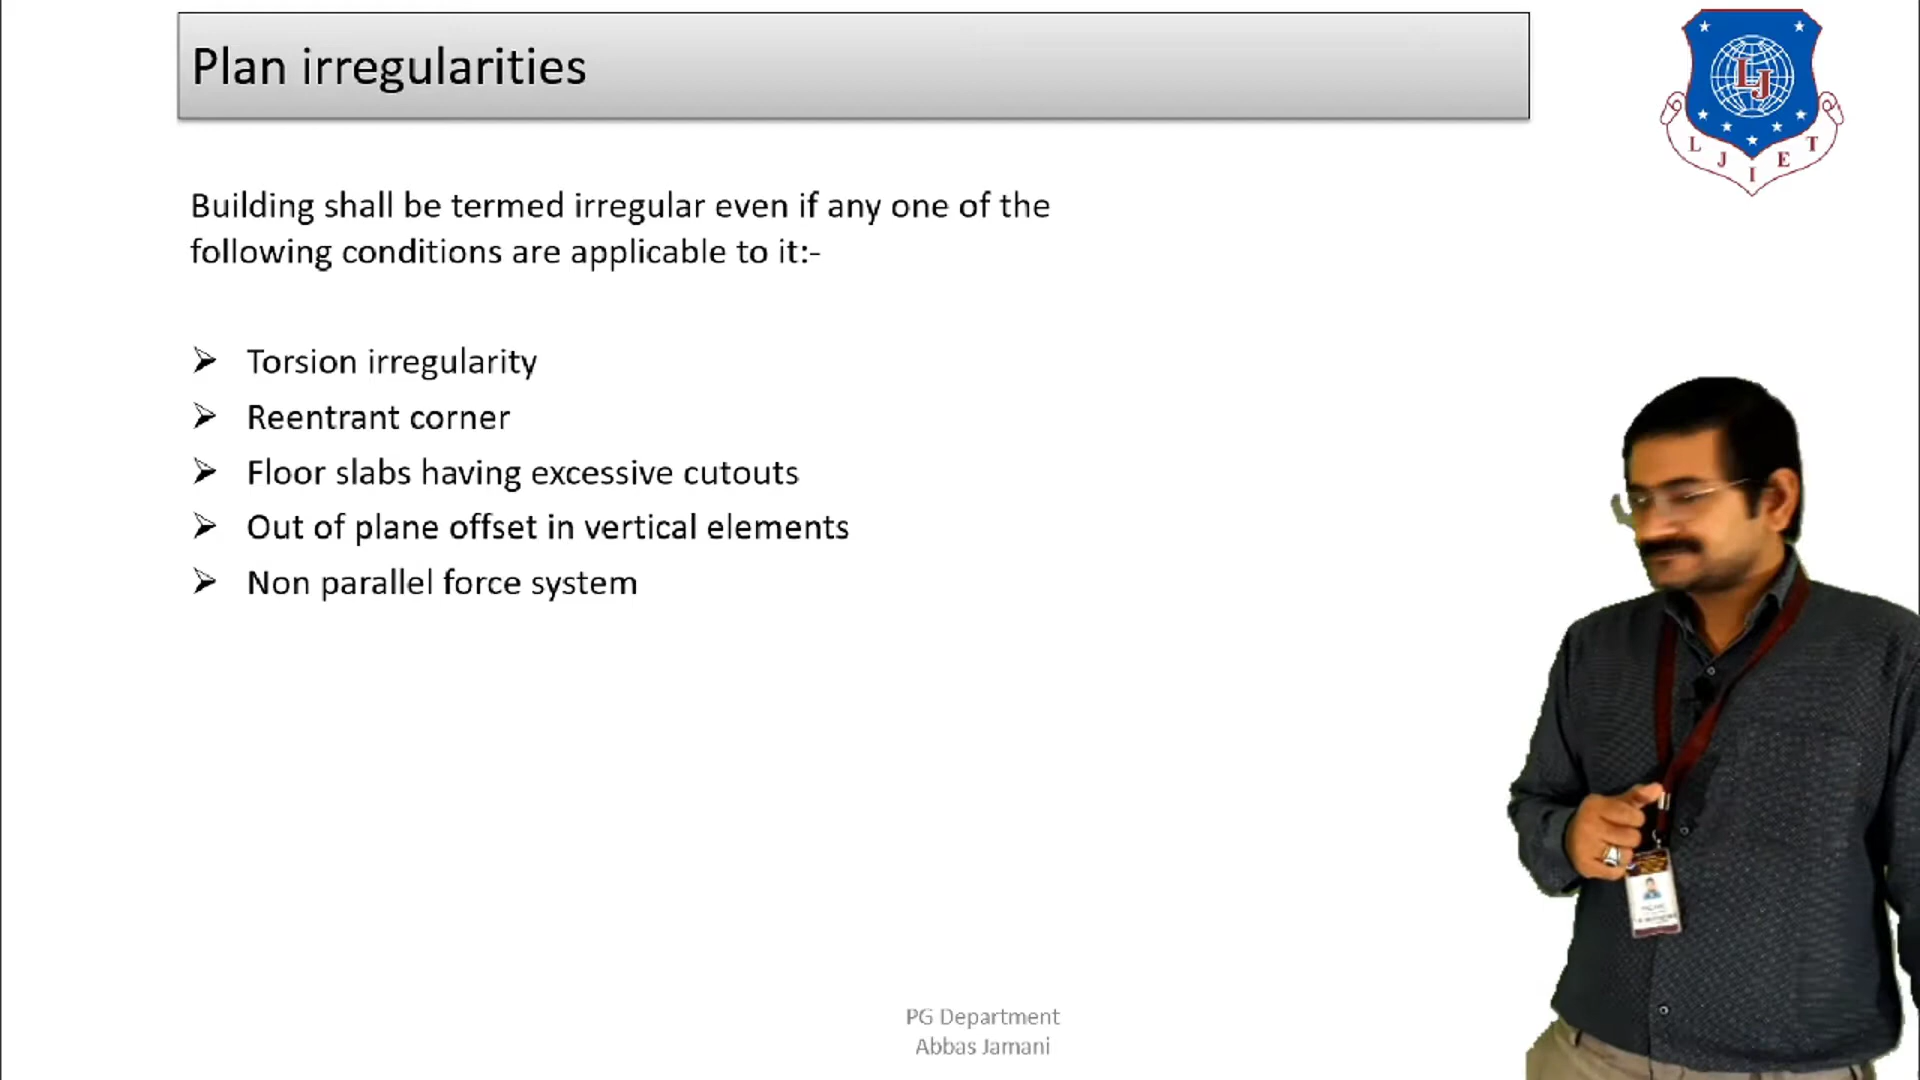 Plan irregularities
LJ
L J I E T
Building shall be termed irregular even if any one of the
following conditions are applicable to it:-
➢ Torsion irregularity
➢ Reentrant corner
➢ Floor slabs having excessive cutouts
➢ Out of plane offset in vertical elements
➢ Non parallel force system
PG Department
Abbas Jamani